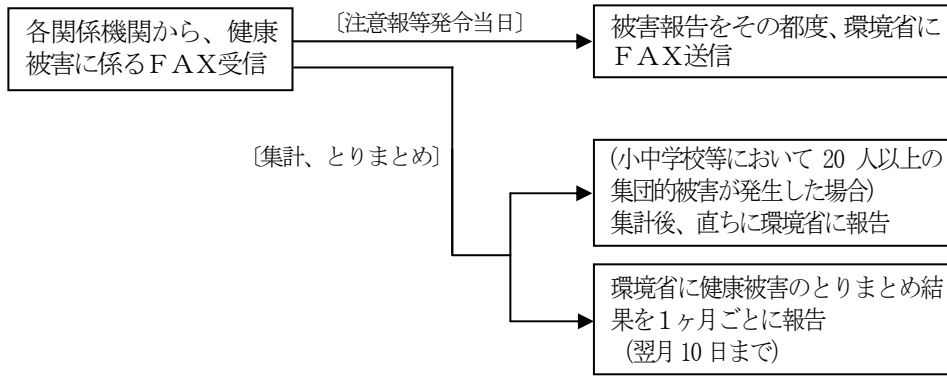 各関係機関から、健康
被害に係るＦＡＸ受信
〔注意報等発令当日〕
被害報告をその都度、環境省に
ＦＡＸ送信
〔集計、とりまとめ〕
(小中学校等において 20 人以上の
集団的被害が発生した場合)
集計後、直ちに環境省に報告
環境省に健康被害のとりまとめ結
果を１ヶ月ごとに報告
(翌月 10 日まで)